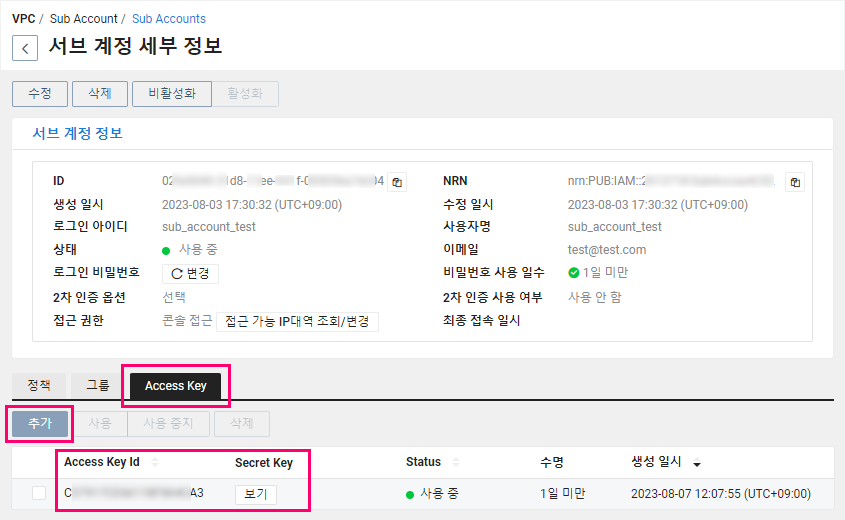 VPC / Sub Account / Sub Accounts
서브 계정 세부 정보
수정 삭제 비활성화 활성화
서브 계정 정보
ID 02 d8- ee- f-0 04 NRN nrn:PUB:IAM::2
생성 일시 2023-08-03 17:30:32 (UTC+09:00) 수정 일시 2023-08-03 17:30:32 (UTC+09:00)
로그인 아이디 sub_account_test 사용자명 sub_account_test
상태 사용 중 이메일 test@test.com
로그인 비밀번호 변경 비밀번호 사용 일수 1일 미만
2차 인증 옵션 선택 2차 인증 사용 여부 사용 안 함
접근 권한 콘솔 접근 접근 가능 IP대역 조회/변경 최종 접속 일시
정책 그룹 Access Key
추가 사용 사용 중지 삭제
Access Key Id Secret Key Status 수명 생성 일시
C A3 보기 사용 중 1일 미만 2023-08-07 12:07:55 (UTC+09:00)